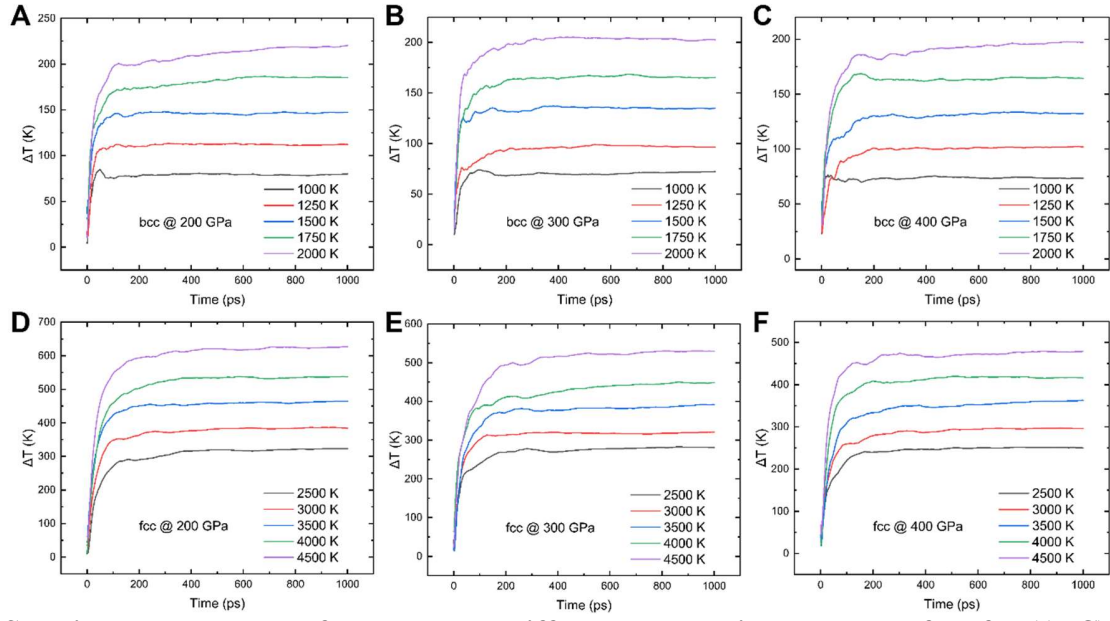 A
250
200
150
100
50
0
ΔT (K)
1000 K
1250 K
1500 K
1750 K
2000 K
bcc @ 200 GPa
0 200 400 600 800 1000
Time (ps)
B
200
150
100
50
0
ΔT (K)
1000 K
1250 K
1500 K
1750 K
2000 K
bcc @ 300 GPa
0 200 400 600 800 1000
Time (ps)
C
200
150
100
50
0
ΔT (K)
1000 K
1250 K
1500 K
1750 K
2000 K
bcc @ 400 GPa
0 200 400 600 800 1000
Time (ps)
D
700
600
500
400
300
200
100
0
ΔT (K)
2500 K
3000 K
3500 K
4000 K
4500 K
fcc @ 200 GPa
0 200 400 600 800 1000
Time (ps)
E
600
500
400
300
200
100
0
ΔT (K)
2500 K
3000 K
3500 K
4000 K
4500 K
fcc @ 300 GPa
0 200 400 600 800 1000
Time (ps)
F
500
400
300
200
100
0
ΔT (K)
2500 K
3000 K
3500 K
4000 K
4500 K
fcc @ 400 GPa
0 200 400 600 800 1000
Time (ps)